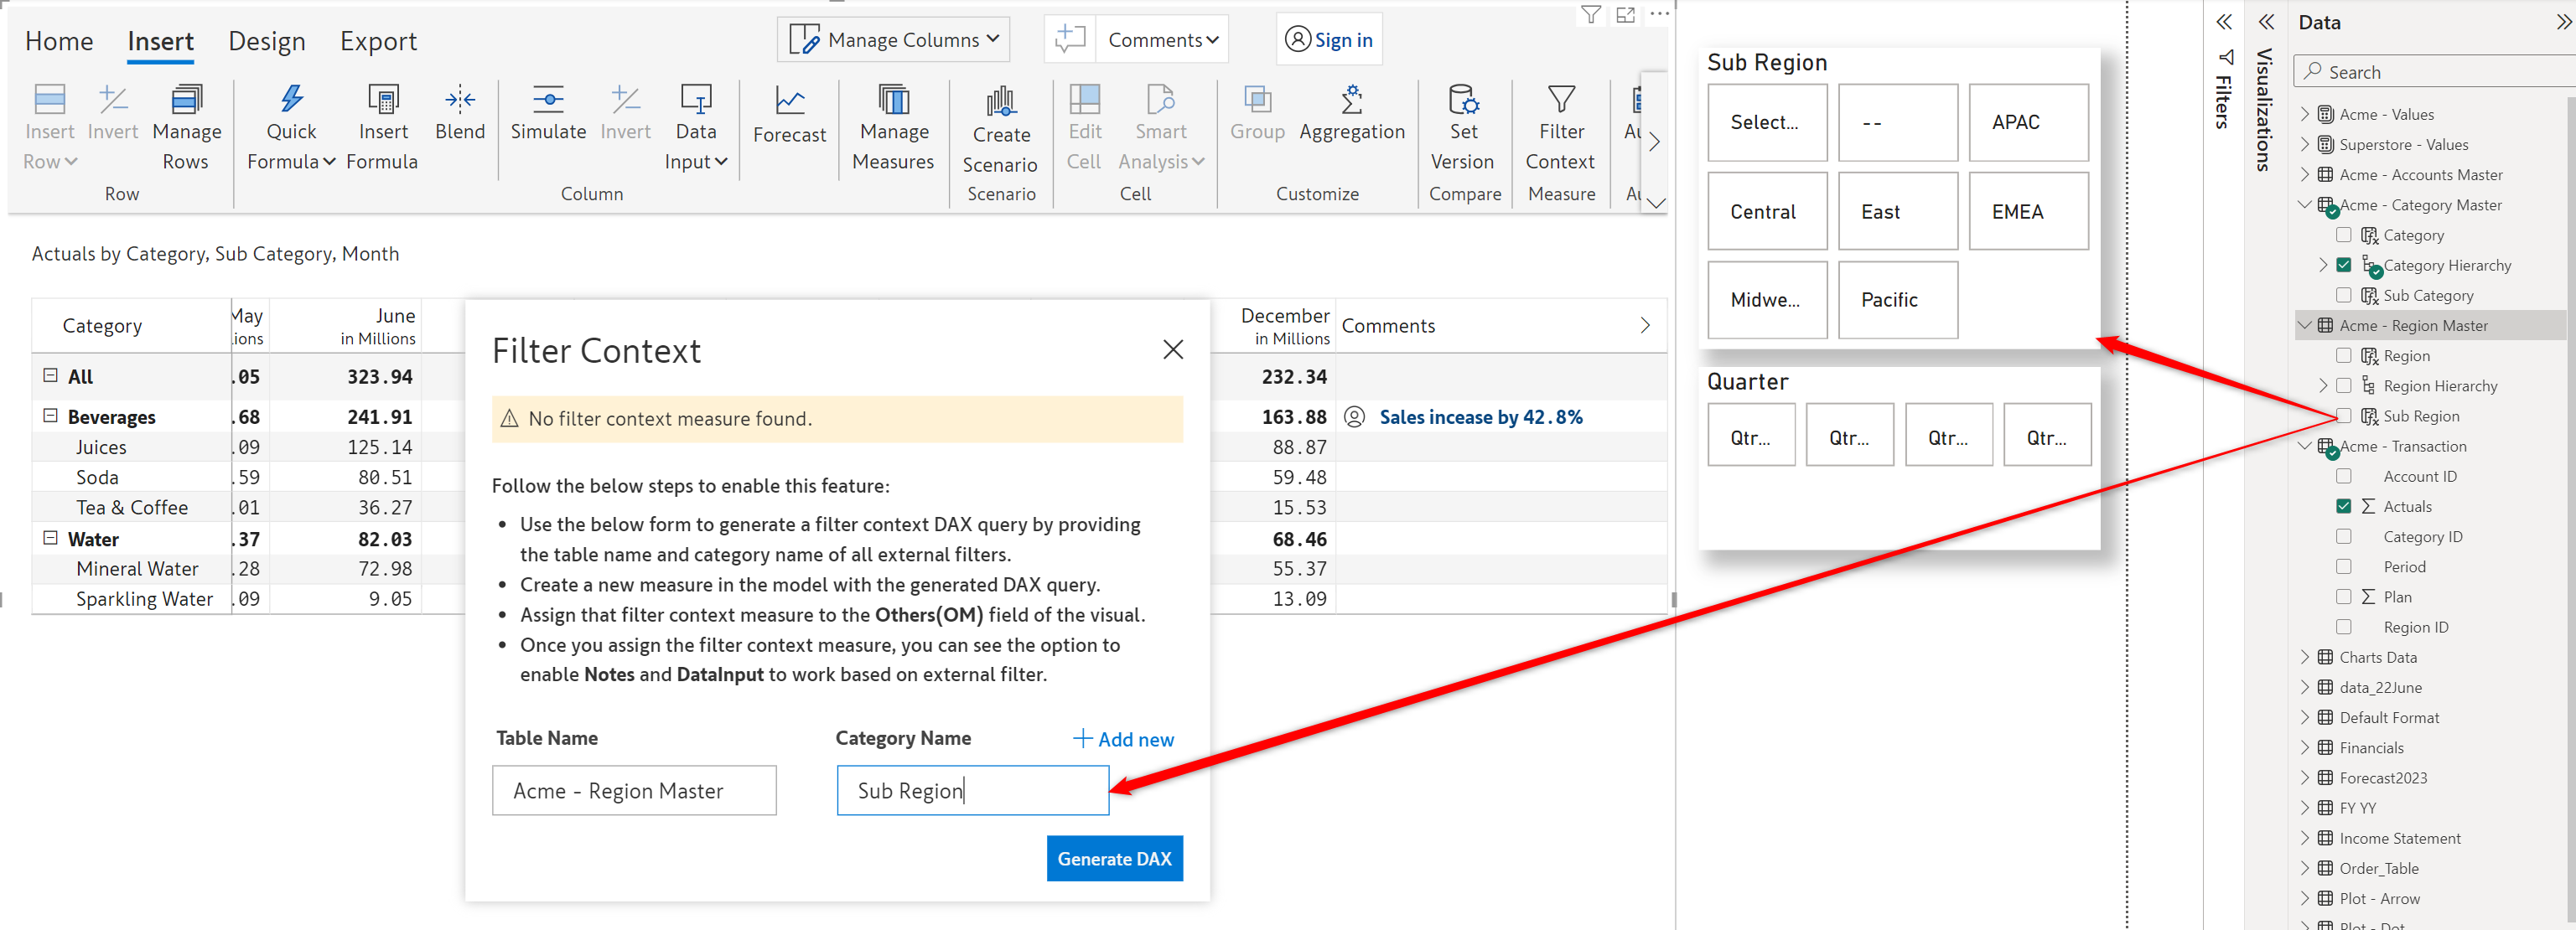 Home Insert Design Export
Manage Columns Comments Sign in
Insert Row
Invert
Manage Rows
Row
Quick Formula
Insert Formula
Blend
Simulate
Invert
Data Input
Column
Forecast
Manage Measures
Create Scenario
Scenario
Edit Cell
Smart Analysis
Cell
Group
Aggregation
Customize
Set Version
Compare
Filter Context
Measure
Actuals by Category, Sub Category, Month
Category May June December Comments
in Millions in Millions
All .05 323.94 232.34
Beverages .68 241.91 163.88 Sales incease by 42.8%
Juices .09 125.14 88.87
Soda .59 80.51 59.48
Tea & Coffee .01 36.27 15.53
Water .37 82.03 68.46
Mineral Water .28 72.98 55.37
Sparkling Water .09 9.05 13.09
Filter Context
No filter context measure found.
Follow the below steps to enable this feature:
• Use the below form to generate a filter context DAX query by providing
the table name and category name of all external filters.
• Create a new measure in the model with the generated DAX query.
• Assign that filter context measure to the Others(OM) field of the visual.
• Once you assign the filter context measure, you can see the option to
enable Notes and DataInput to work based on external filter.
Table Name Category Name + Add new
Acme - Region Master Sub Region
Generate DAX
Sub Region
Select... -- APAC
Central East EMEA
Midwe... Pacific
Quarter
Qtr... Qtr... Qtr... Qtr...
Filters
Visualizations
Data
Search
Acme - Values
Superstore - Values
Acme - Accounts Master
Acme - Category Master
Category
Category Hierarchy
Sub Category
Acme - Region Master
Region
Region Hierarchy
Sub Region
Acme - Transaction
Account ID
Actuals
Category ID
Period
Plan
Region ID
Charts Data
data_22June
Default Format
Financials
Forecast2023
FY YY
Income Statement
Order_Table
Plot - Arrow
Plot - Dot